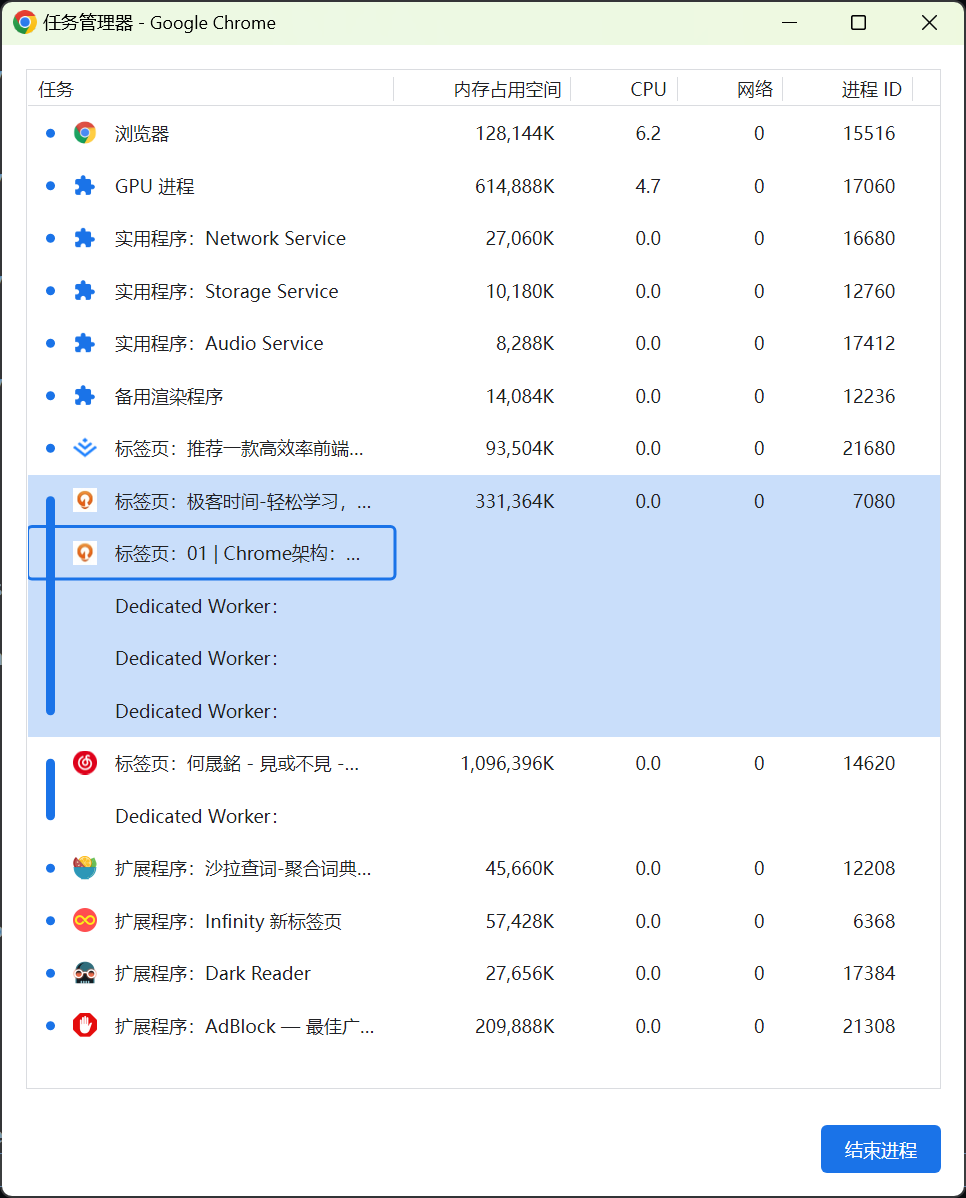 任务管理器 - Google Chrome
任务 内存占用空间 CPU 网络 进程 ID
浏览器 128,144K 6.2 0 15516
GPU 进程 614,888K 4.7 0 17060
实用程序：Network Service 27,060K 0.0 0 16680
实用程序：Storage Service 10,180K 0.0 0 12760
实用程序：Audio Service 8,288K 0.0 0 17412
备用渲染程序 14,084K 0.0 0 12236
标签页：推荐一款高效率前端... 93,504K 0.0 0 21680
标签页：极客时间-轻松学习，... 331,364K 0.0 0 7080
标签页：01 | Chrome架构：...
Dedicated Worker:
Dedicated Worker:
Dedicated Worker:
标签页：何晟銘 - 見或不見 -... 1,096,396K 0.0 0 14620
Dedicated Worker:
扩展程序：沙拉查词-聚合词典... 45,660K 0.0 0 12208
扩展程序：Infinity 新标签页 57,428K 0.0 0 6368
扩展程序：Dark Reader 27,656K 0.0 0 17384
扩展程序：AdBlock — 最佳广... 209,888K 0.0 0 21308
结束进程